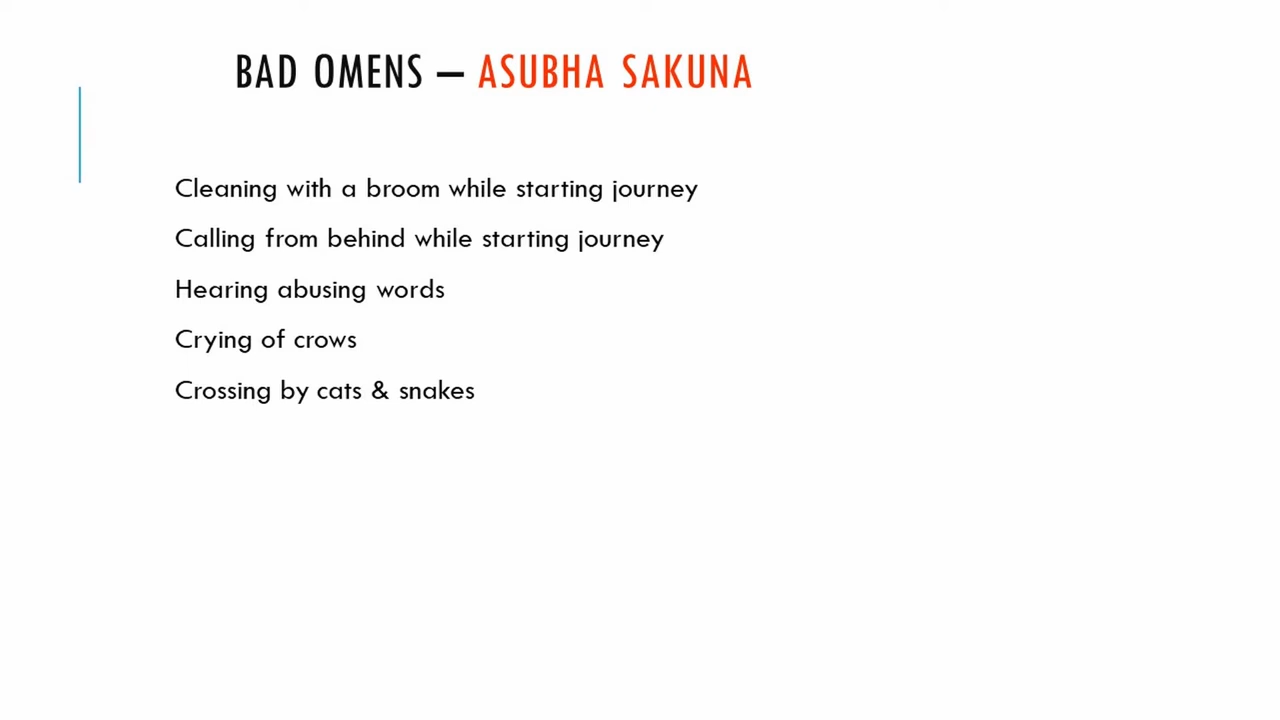 BAD OMENS – ASUBHA SAKUNA
Cleaning with a broom while starting journey
Calling from behind while starting journey
Hearing abusing words
Crying of crows
Crossing by cats & snakes